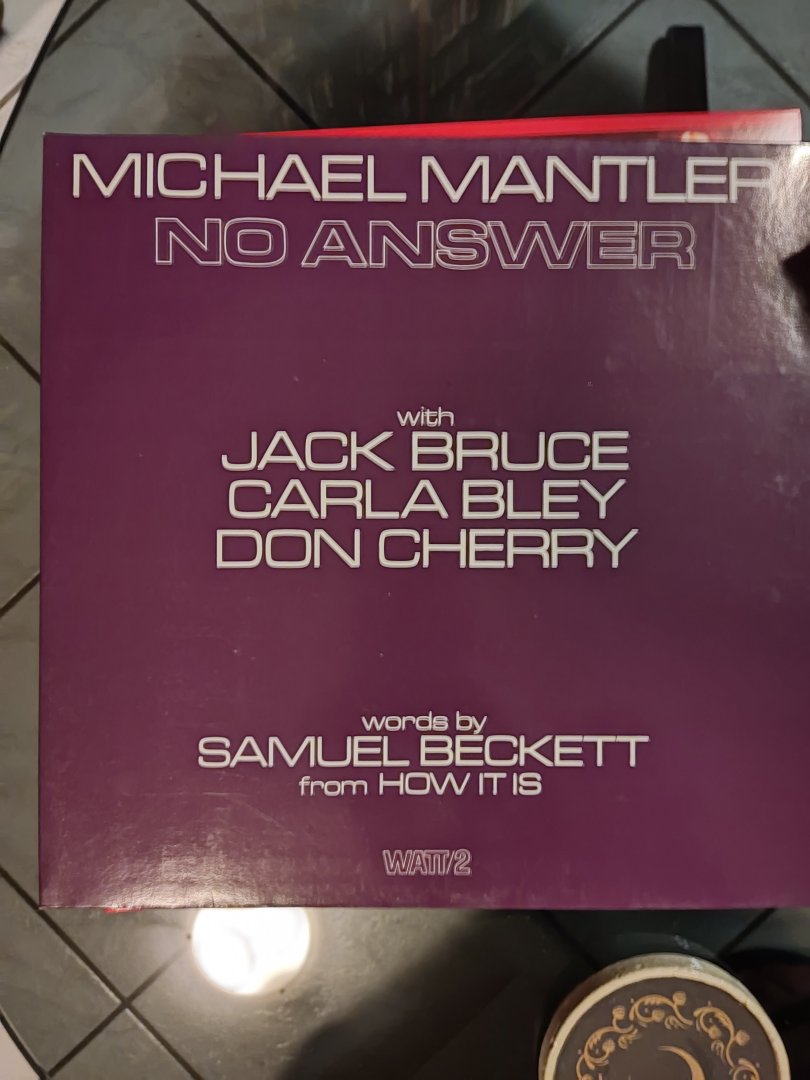 MICHAEL MANTLER
NO ANSWER
with
JACK BRUCE
CARLA BLEY
DON CHERRY
words by
SAMUEL BECKETT
from HOW IT IS
WATT/2